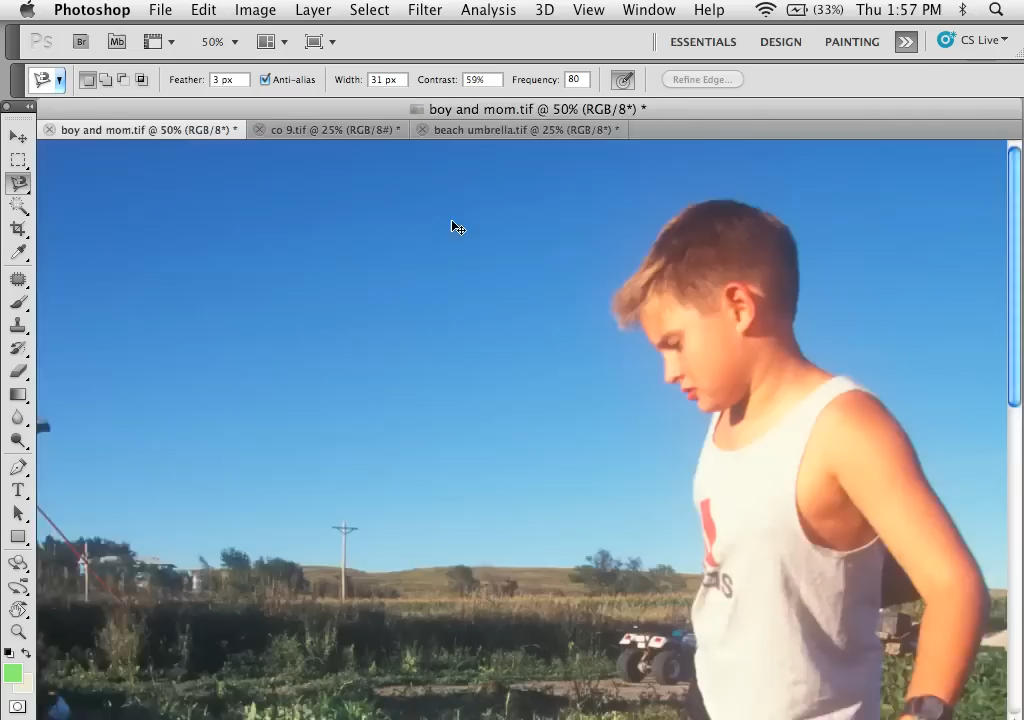 Photoshop File Edit Image Layer Select Filter Analysis 3D View Window Help (33%) Thu 1:57 PM
Ps Br Mb 50% ESSENTIALS DESIGN PAINTING CS Live
Feather: 3 px Anti-alias Width: 31 px Contrast: 59% Frequency: 80 Refine Edge...
boy and mom.tif @ 50% (RGB/8*) *
boy and mom.tif @ 50% (RGB/8*) * co 9.tif @ 25% (RGB/8#) * beach umbrella.tif @ 25% (RGB/8*) *
T